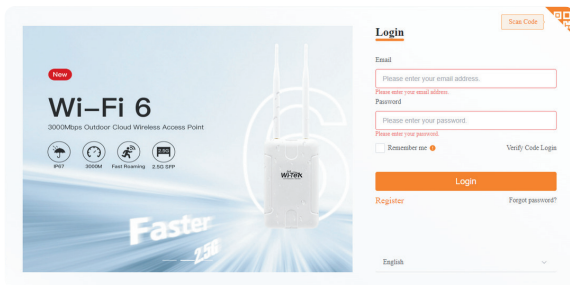 New
Wi-Fi 6
3000Mbps Outdoor Cloud Wireless Access Point
2.5G
IP67
3000M
Fast Roaming
2.5G SFP
Wi-Tek
Faster
2.5G
Scan Code
Login
Email
Please enter your email address.
Please enter your email address.
Password
Please enter your password.
Please enter your password.
Remember me
Verify Code Login
Login
Register
Forgot password?
English